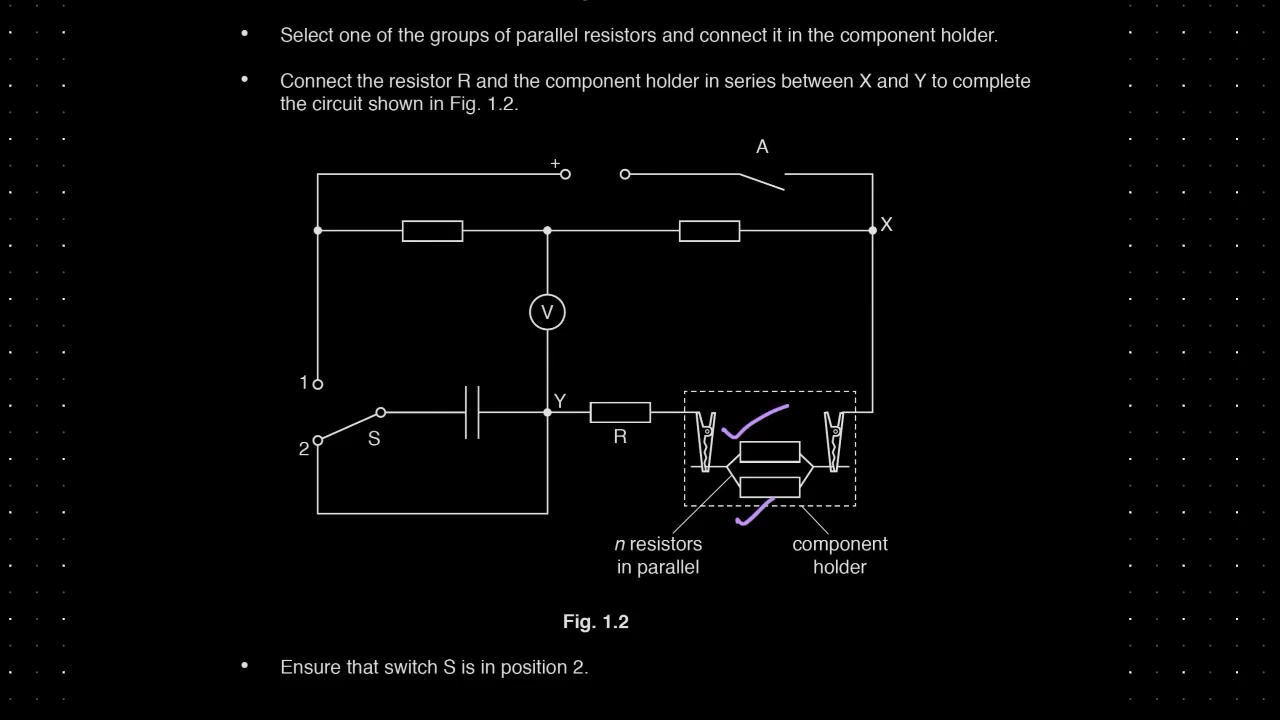 • Select one of the groups of parallel resistors and connect it in the component holder.
• Connect the resistor R and the component holder in series between X and Y to complete
the circuit shown in Fig. 1.2.
A
+
X
V
1
Y
S
2
R
n resistors
in parallel
component
holder
Fig. 1.2
• Ensure that switch S is in position 2.